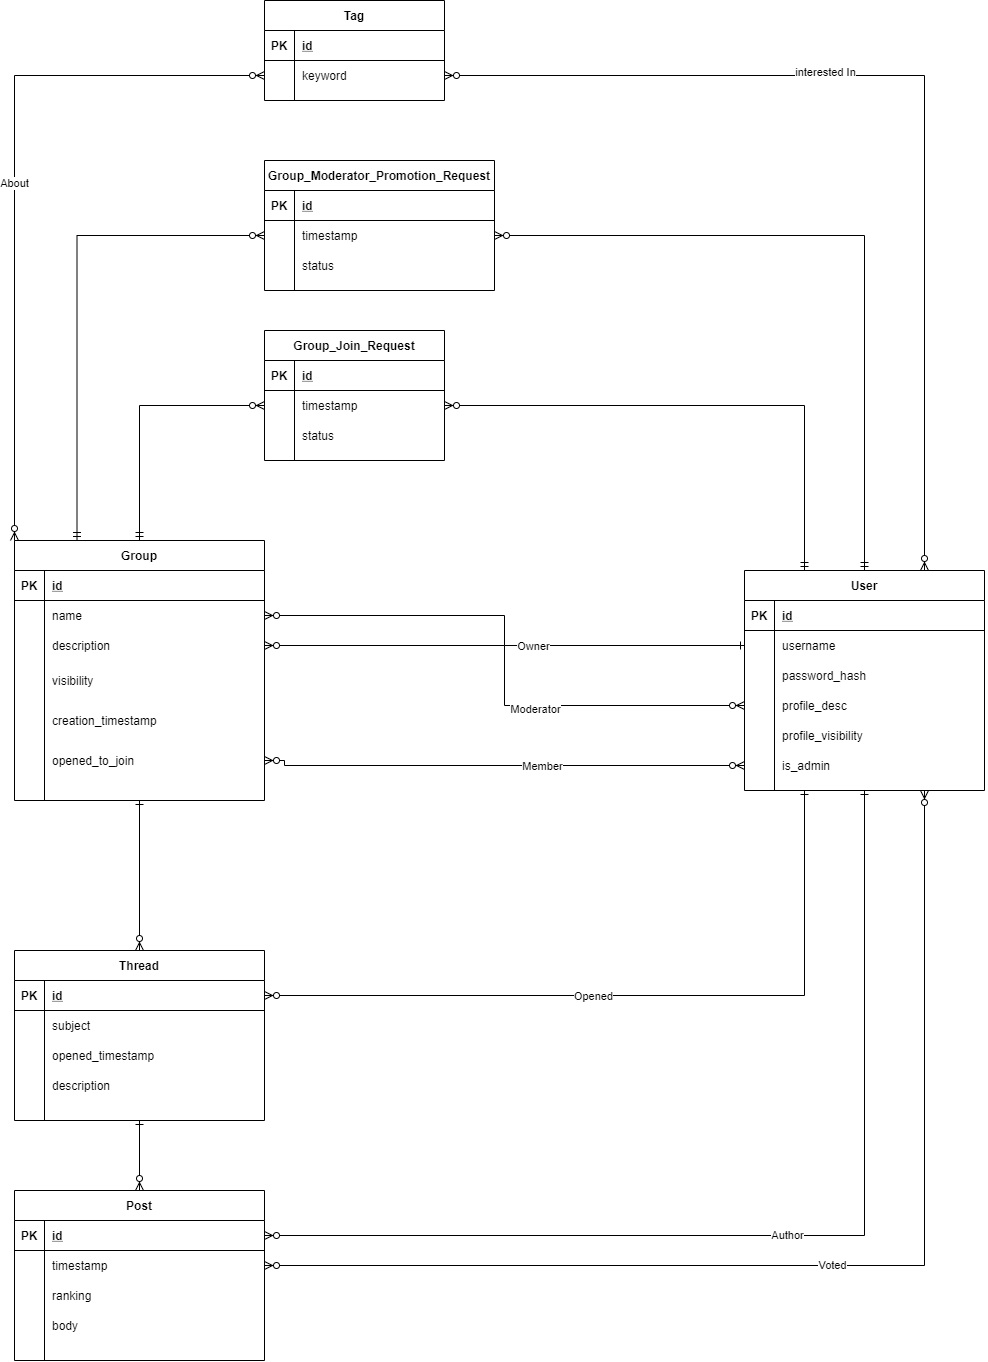 Tag
PK id
keyword
interested In
About
Group_Moderator_Promotion_Request
PK id
timestamp
status
Group_Join_Request
PK id
timestamp
status
Group
PK id
name
description
visibility
creation_timestamp
opened_to_join
Owner
Moderator
Member
User
PK id
username
password_hash
profile_desc
profile_visibility
is_admin
Thread
PK id
subject
opened_timestamp
description
Opened
Post
PK id
timestamp
ranking
body
Author
Voted